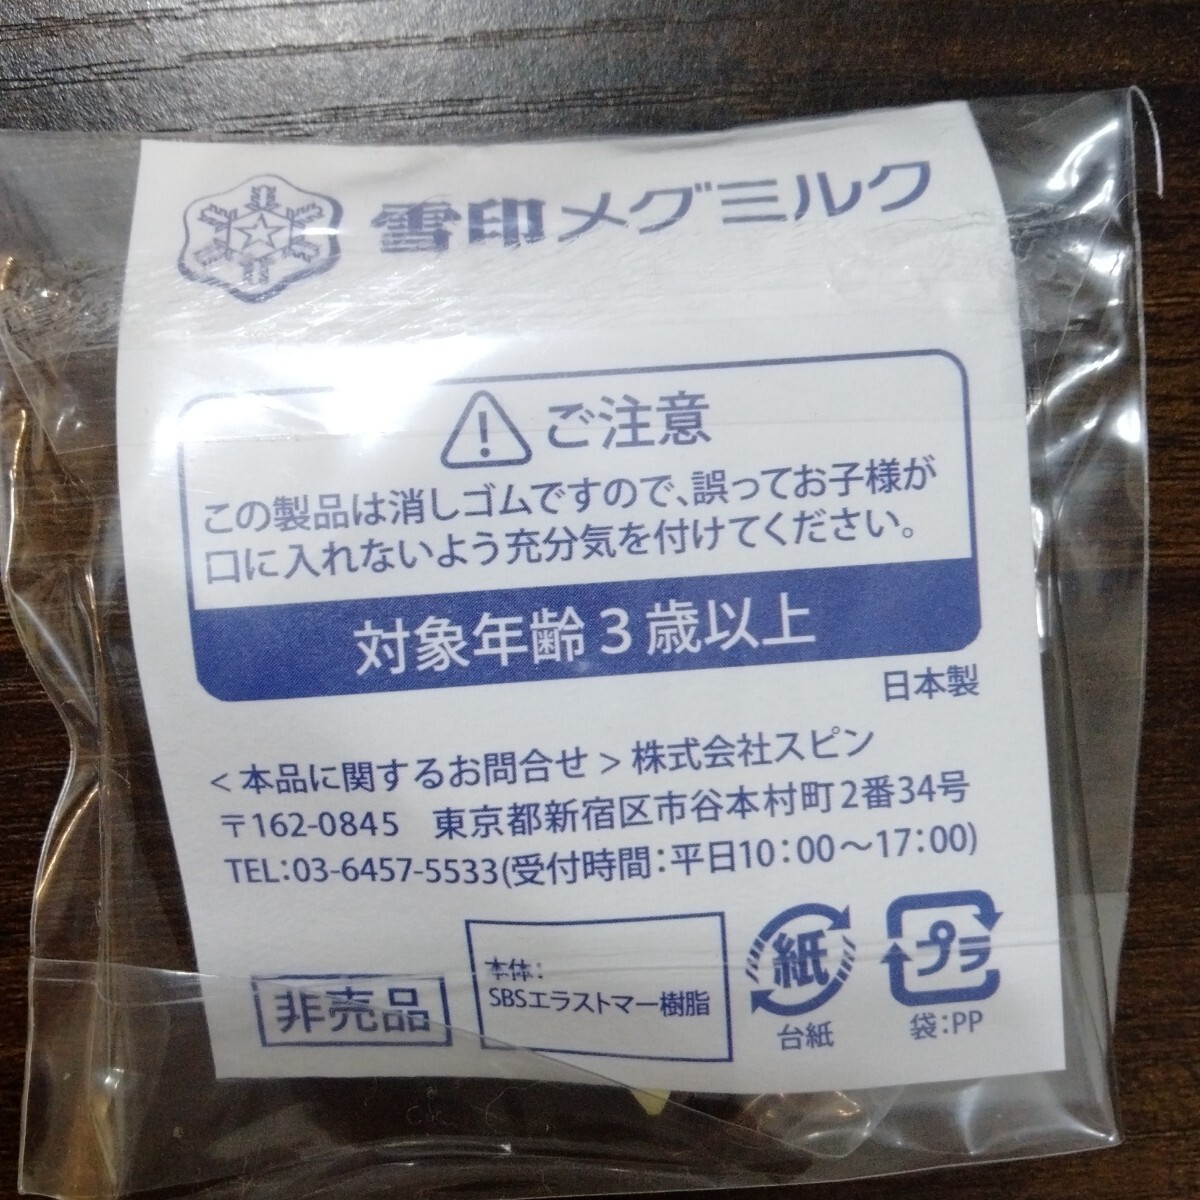 雪印メグミルク
ご注意
この製品は消しゴムですので、誤ってお子様が
口に入れないよう充分気を付けてください。
対象年齢3歳以上
日本製
<本品に関するお問合せ> 株式会社スピン
〒162-0845 東京都新宿区市谷本村町2番34号
TEL:03-6457-5533(受付時間:平日10:00～17:00)
非売品
本体:
SBSエラストマー樹脂
紙
台紙
プラ
袋:PP